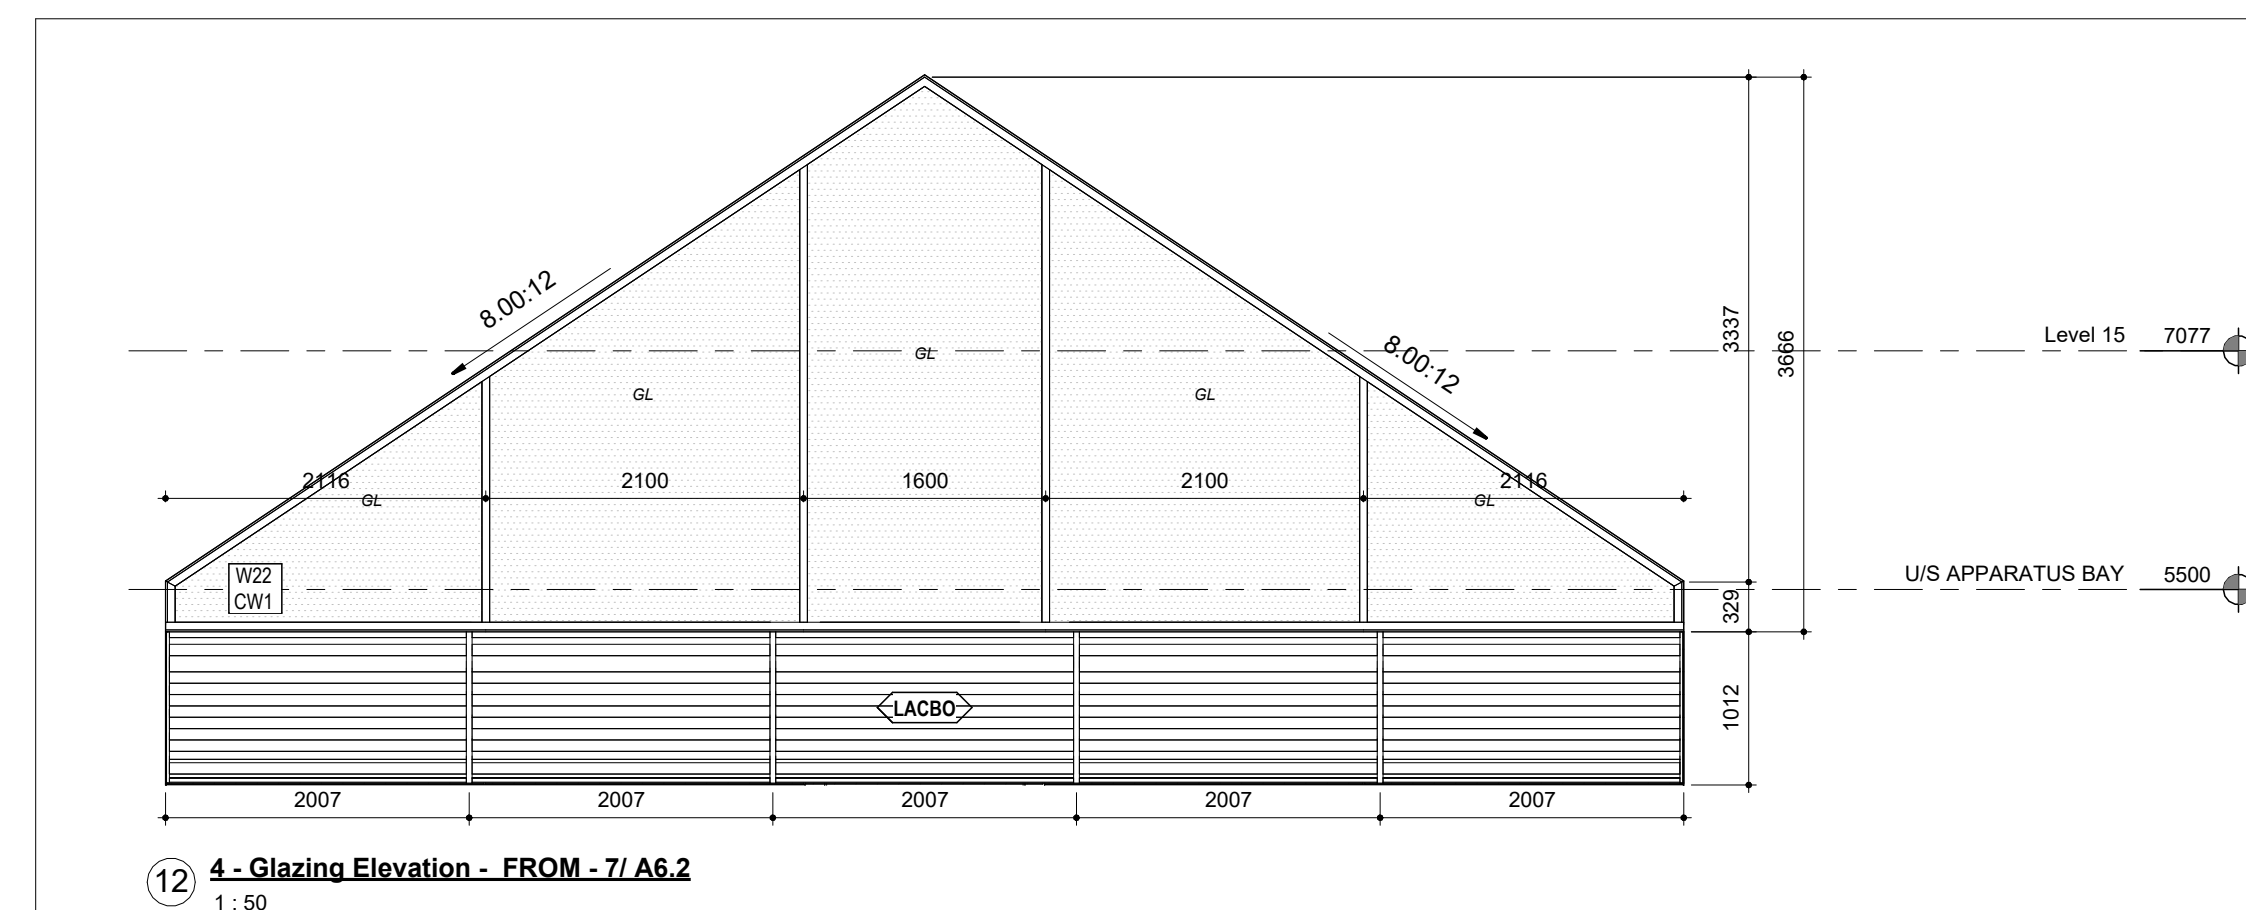 8.00:12
8.00:12
3337
3666
Level 15 7077
GL
GL
GL
2116
2100
1600
2100
2116
GL
GL
W22
CW1
U/S APPARATUS BAY 5500
329
LACBO
1012
2007
2007
2007
2007
2007
12
4 - Glazing Elevation - FROM - 7/ A6.2
1 : 50